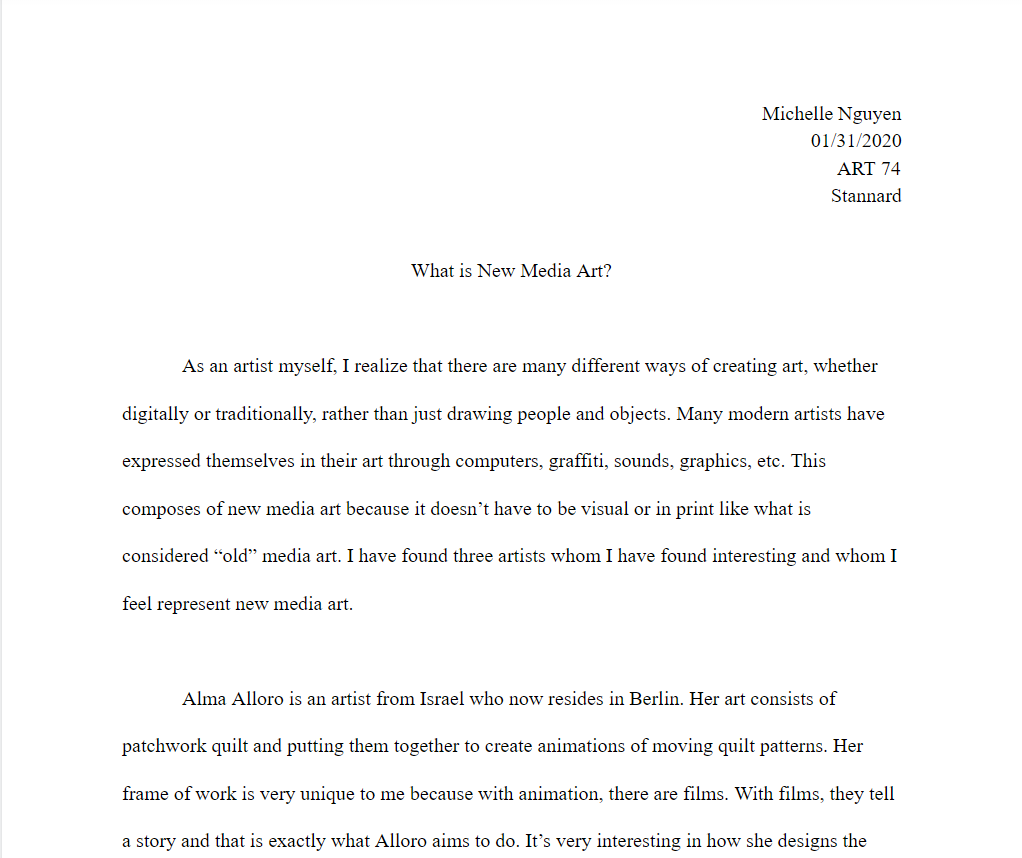 Michelle Nguyen
01/31/2020
ART 74
Stannard
What is New Media Art?
As an artist myself, I realize that there are many different ways of creating art, whether
digitally or traditionally, rather than just drawing people and objects. Many modern artists have
expressed themselves in their art through computers, graffiti, sounds, graphics, etc. This
composes of new media art because it doesn’t have to be visual or in print like what is
considered “old” media art. I have found three artists whom I have found interesting and whom I
feel represent new media art.
Alma Alloro is an artist from Israel who now resides in Berlin. Her art consists of
patchwork quilt and putting them together to create animations of moving quilt patterns. Her
frame of work is very unique to me because with animation, there are films. With films, they tell
a story and that is exactly what Alloro aims to do. It’s very interesting in how she designs the